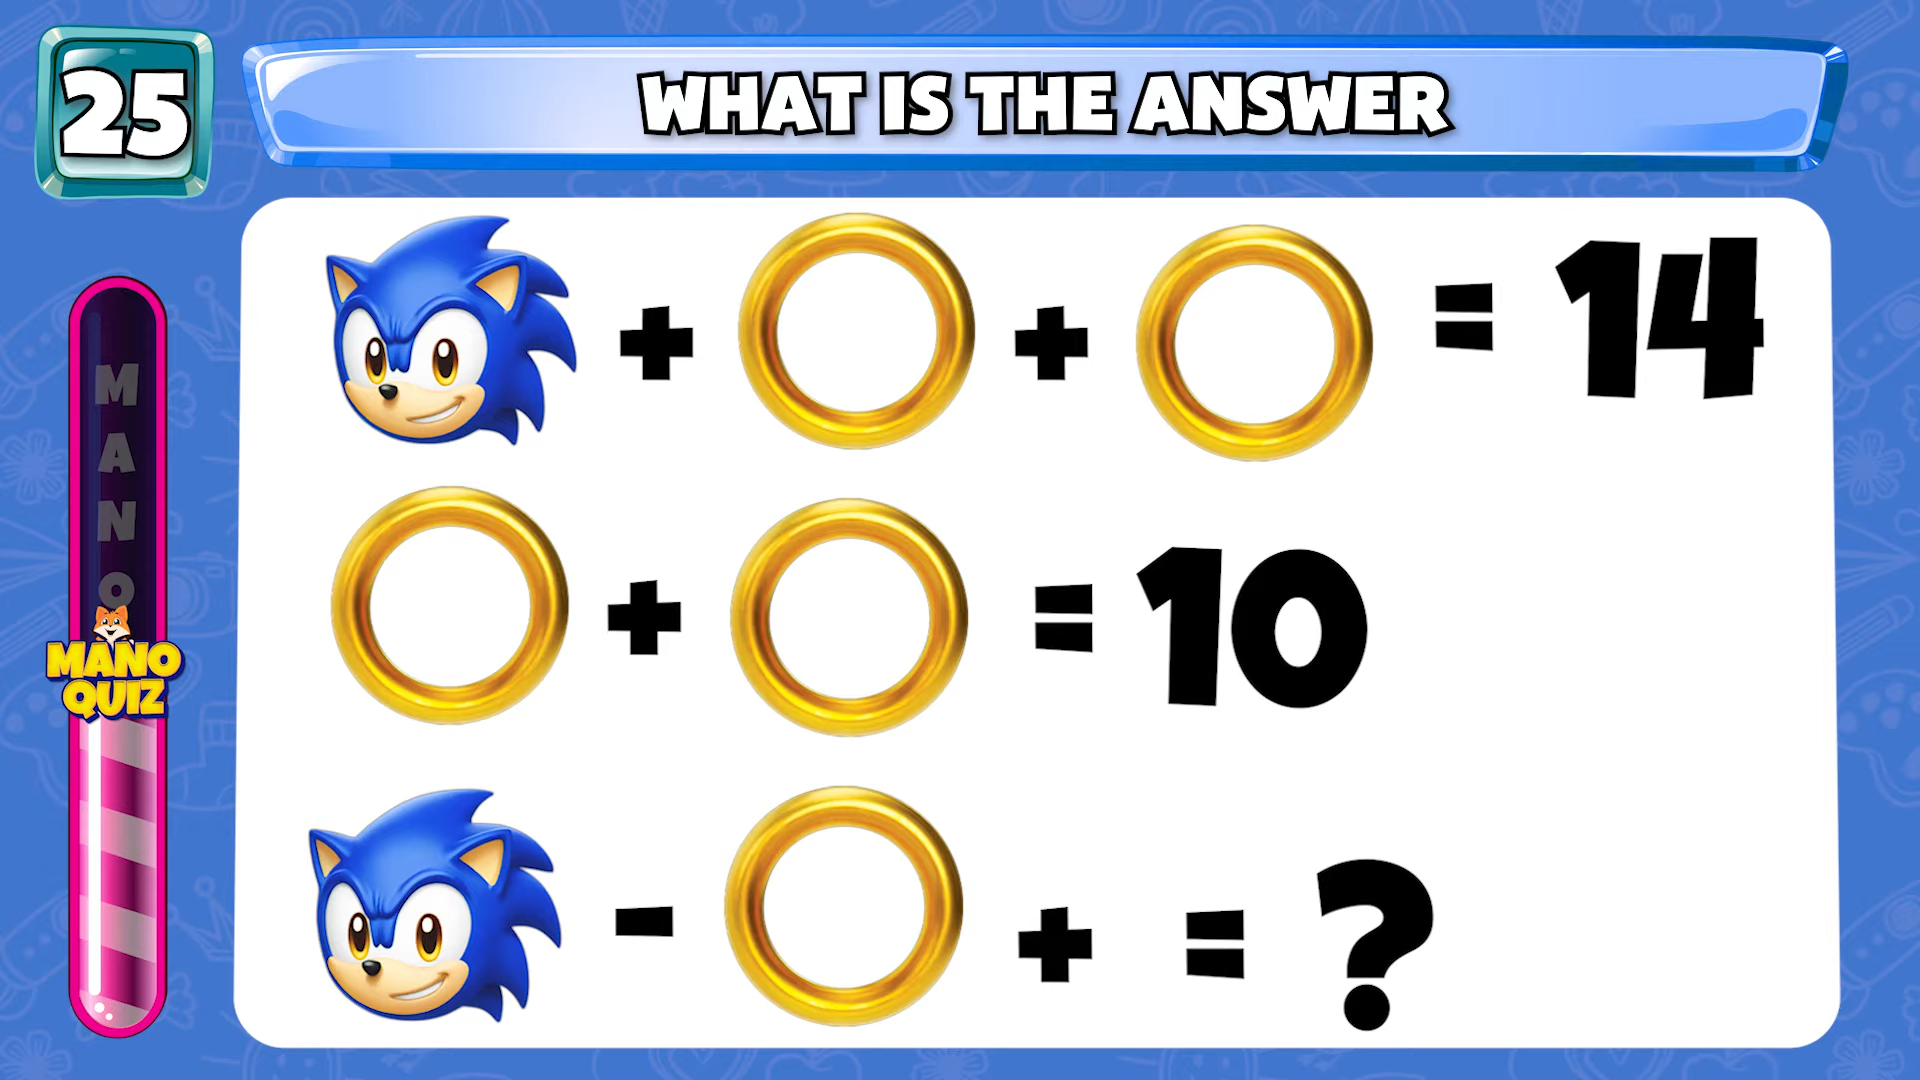 25
WHAT IS THE ANSWER
+ + = 14
+ = 10
- + = ?
MANO
MANO
QUIZ